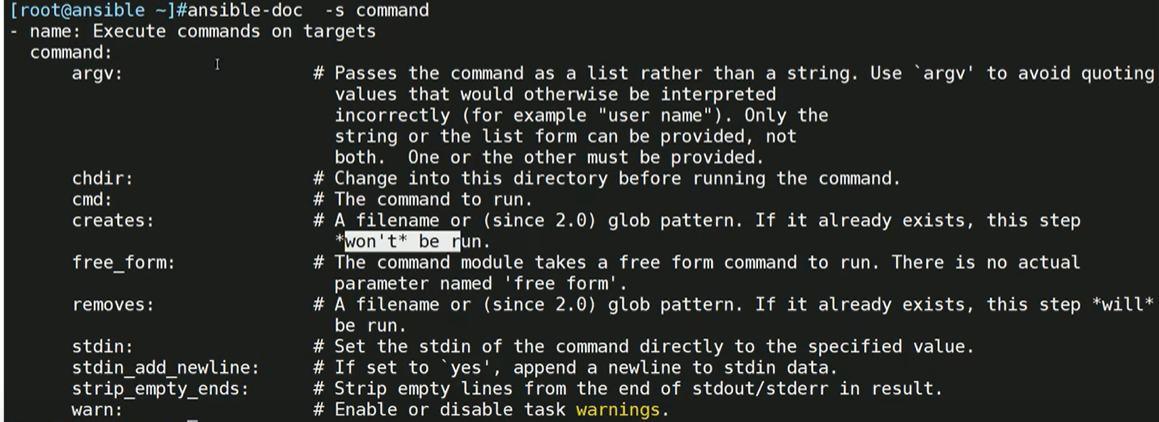 [root@ansible ~]#ansible-doc  -s command
- name: Execute commands on targets
  command:
      argv:                  # Passes the command as a list rather than a string. Use `argv' to avoid quoting
                               values that would otherwise be interpreted
                               incorrectly (for example "user name"). Only the
                               string or the list form can be provided, not
                               both.  One or the other must be provided.
      chdir:                 # Change into this directory before running the command.
      cmd:                   # The command to run.
      creates:               # A filename or (since 2.0) glob pattern. If it already exists, this step
                               *won't* be run.
      free_form:             # The command module takes a free form command to run. There is no actual
                               parameter named 'free form'.
      removes:               # A filename or (since 2.0) glob pattern. If it already exists, this step *will*
                               be run.
      stdin:                 # Set the stdin of the command directly to the specified value.
      stdin_add_newline:     # If set to `yes', append a newline to stdin data.
      strip_empty_ends:      # Strip empty lines from the end of stdout/stderr in result.
      warn:                  # Enable or disable task warnings.